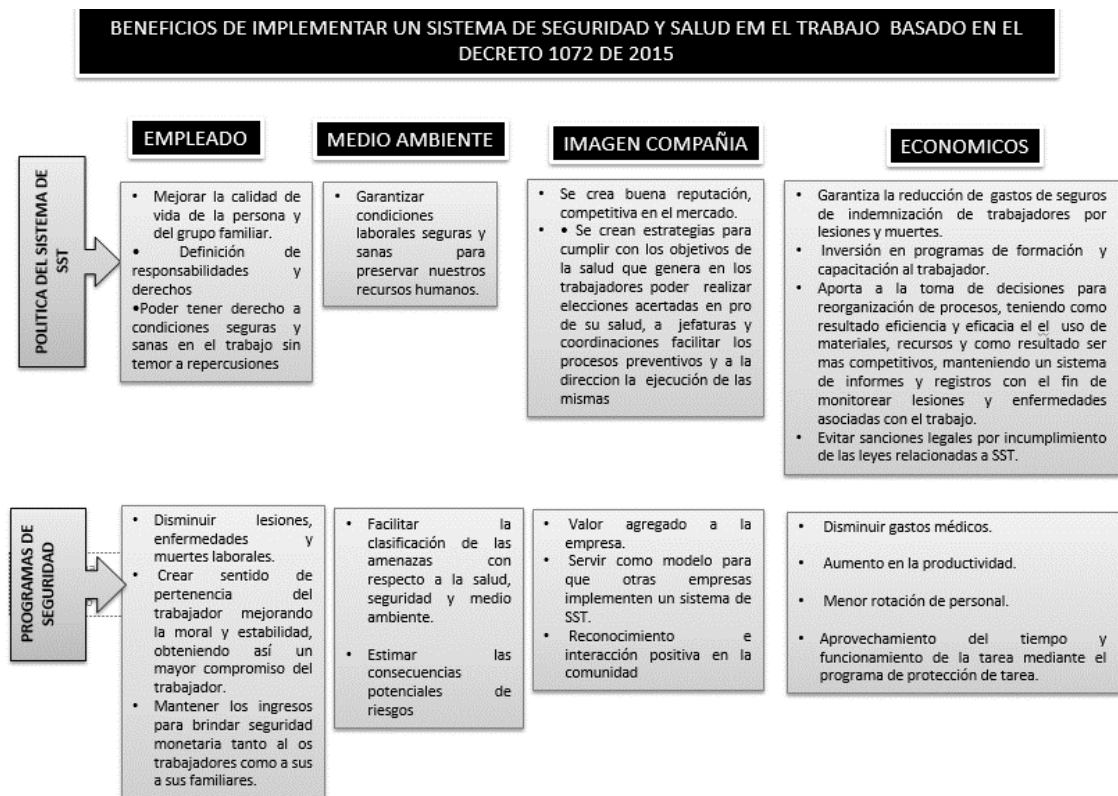 BENEFICIOS DE IMPLEMENTAR UN SISTEMA DE SEGURIDAD Y SALUD EM EL TRABAJO BASADO EN EL
DECRETO 1072 DE 2015
EMPLEADO
MEDIO AMBIENTE
IMAGEN COMPAÑIA
ECONOMICOS
POLITICA DEL SISTEMA DE
SST
• Mejorar la calidad de
vida de la persona y
del grupo familiar.
• Definición de
responsabilidades y
derechos
•Poder tener derecho a
condiciones seguras y
sanas en el trabajo sin
temor a repercusiones
• Garantizar
condiciones
laborales seguras y
sanas para
preservar nuestros
recursos humanos.
• Se crea buena reputación,
competitiva en el mercado.
• • Se crean estrategias para
cumplir con los objetivos de
la salud que genera en los
trabajadores poder realizar
elecciones acertadas en pro
de su salud, a jefaturas y
coordinaciones facilitar los
procesos preventivos y a la
direccion la ejecución de las
mismas
• Garantiza la reducción de gastos de seguros
de indemnización de trabajadores por
lesiones y muertes.
• Inversión en programas de formación y
capacitación al trabajador.
• Aporta a la toma de decisiones para
reorganización de procesos, teniendo como
resultado eficiencia y eficacia el el uso de
materiales, recursos y como resultado ser
mas competitivos, manteniendo un sistema
de informes y registros con el fin de
monitorear lesiones y enfermedades
asociadas con el trabajo.
• Evitar sanciones legales por incumplimiento
de las leyes relacionadas a SST.
PROGRAMAS DE
SEGURIDAD
• Disminuir lesiones,
enfermedades y
muertes laborales.
• Crear sentido de
pertenencia del
trabajador mejorando
la moral y estabilidad,
obteniendo así un
mayor compromiso del
trabajador.
• Mantener los ingresos
para brindar seguridad
monetaria tanto al os
trabajadores como a sus
a sus familiares.
• Facilitar la
clasificación de las
amenazas con
respecto a la salud,
seguridad y medio
ambiente.
• Estimar las
consecuencias
potenciales de
riesgos
• Valor agregado a la
empresa.
• Servir como modelo para
que otras empresas
implementen un sistema de
SST.
• Reconocimiento e
interacción positiva en la
comunidad
• Disminuir gastos médicos.
• Aumento en la productividad.
• Menor rotación de personal.
• Aprovechamiento del tiempo y
funcionamiento de la tarea mediante el
programa de protección de tarea.